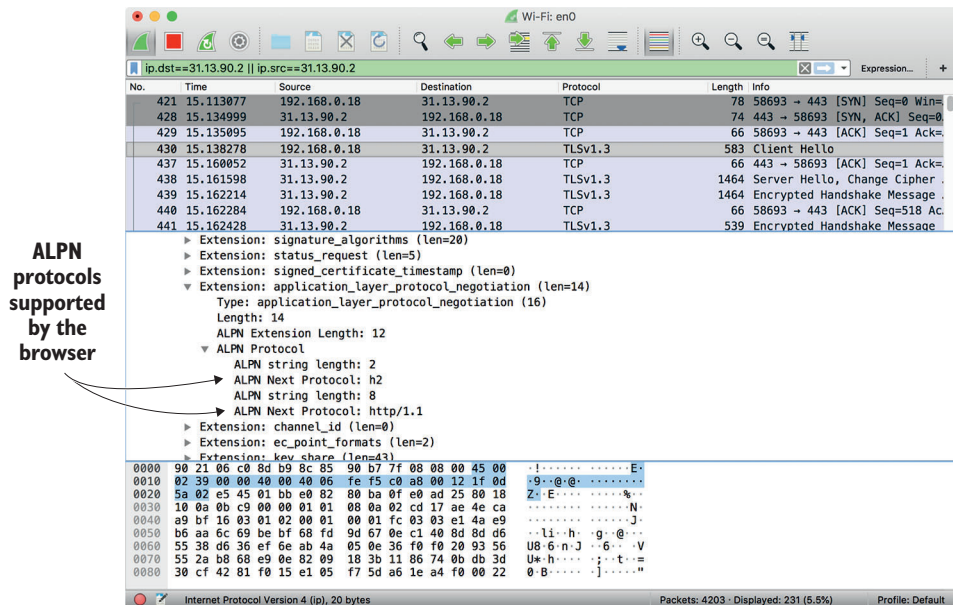 Wi-Fi: en0
ip.dst==31.13.90.2 || ip.src==31.13.90.2
Expression...
+
No. Time Source Destination Protocol Length Info
421 15.113077 192.168.0.18 31.13.90.2 TCP 78 58693 → 443 [SYN] Seq=0 Win=
428 15.134999 31.13.90.2 192.168.0.18 TCP 74 443 → 58693 [SYN, ACK] Seq=0
429 15.135095 192.168.0.18 31.13.90.2 TCP 66 58693 → 443 [ACK] Seq=1 Ack=
430 15.138278 192.168.0.18 31.13.90.2 TLSv1.3 583 Client Hello
437 15.160052 31.13.90.2 192.168.0.18 TCP 66 443 → 58693 [ACK] Seq=1 Ack=
438 15.161598 31.13.90.2 192.168.0.18 TLSv1.3 1464 Server Hello, Change Cipher
439 15.162214 31.13.90.2 192.168.0.18 TLSv1.3 1464 Encrypted Handshake Message
440 15.162284 192.168.0.18 31.13.90.2 TCP 66 58693 → 443 [ACK] Seq=518 Ac
441 15.162428 31.13.90.2 192.168.0.18 TLSv1.3 539 Encrypted Handshake Message
Extension: signature_algorithms (len=20)
Extension: status_request (len=5)
Extension: signed_certificate_timestamp (len=0)
Extension: application_layer_protocol_negotiation (len=14)
Type: application_layer_protocol_negotiation (16)
Length: 14
ALPN Extension Length: 12
ALPN Protocol
ALPN string length: 2
ALPN Next Protocol: h2
ALPN string length: 8
ALPN Next Protocol: http/1.1
Extension: channel_id (len=0)
Extension: ec_point_formats (len=2)
Extension: key_share (len=43)
ALPN
protocols
supported
by the
browser
0000 90 21 06 c0 8d b9 8c 85 90 b7 7f 08 08 00 45 00 ·!······ ······E·
0010 02 39 00 00 40 00 40 06 fe f5 c0 a8 00 12 1f 0d ·9··@·@· ········
0020 5a 02 e5 45 01 bb e0 82 80 ba 0f e0 ad 25 80 18 Z··E···· ·····%··
0030 10 0a 0b c9 00 00 01 01 08 0a 02 cd 17 ae 4e ca ········ ······N·
0040 a9 bf 16 03 01 02 00 01 00 01 fc 03 03 e1 4a e9 ········ ······J·
0050 b6 aa 6c 69 be bf 68 fd 9d 67 0e c1 40 8d 8d d6 ··li··h· ·g··@···
0060 55 38 d6 36 ef 6e ab 4a 05 0e 36 f0 f0 20 93 56 U8·6·n·J ··6·· ·V
0070 55 2a b8 68 e9 0e 82 09 18 3b 11 86 74 0b db 3d U*·h···· ·;··t··=
0080 30 cf 42 81 f0 15 e1 05 f7 5d a6 1e a4 f0 00 22 0·B····· ·]·····"
Internet Protocol Version 4 (ip), 20 bytes
Packets: 4203 · Displayed: 231 (5.5%)
Profile: Default